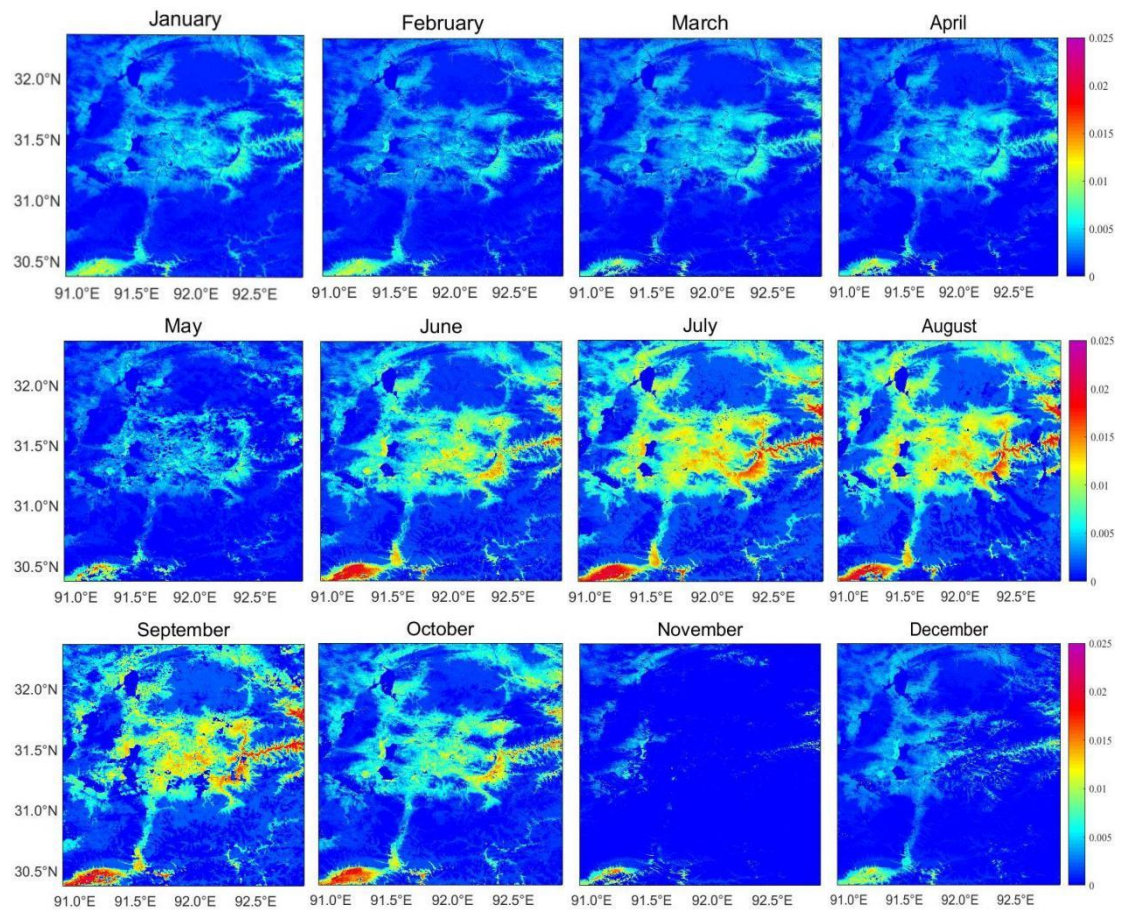 January February March April
0.025
32.0°N 0.02
31.5°N 0.015
31.0°N 0.01
0.005
30.5°N
0
91.0°E 91.5°E 92.0°E 92.5°E 91.0°E 91.5°E 92.0°E 92.5°E 91.0°E 91.5°E 92.0°E 92.5°E 91.0°E 91.5°E 92.0°E 92.5°E
May June July August
0.025
32.0°N 0.02
31.5°N 0.015
31.0°N 0.01
0.005
30.5°N
0
91.0°E 91.5°E 92.0°E 92.5°E 91.0°E 91.5°E 92.0°E 92.5°E 91.0°E 91.5°E 92.0°E 92.5°E 91.0°E 91.5°E 92.0°E 92.5°E
September October November December
0.025
32.0°N 0.02
31.5°N 0.015
31.0°N 0.01
0.005
30.5°N
0
91.0°E 91.5°E 92.0°E 92.5°E 91.0°E 91.5°E 92.0°E 92.5°E 91.0°E 91.5°E 92.0°E 92.5°E 91.0°E 91.5°E 92.0°E 92.5°E